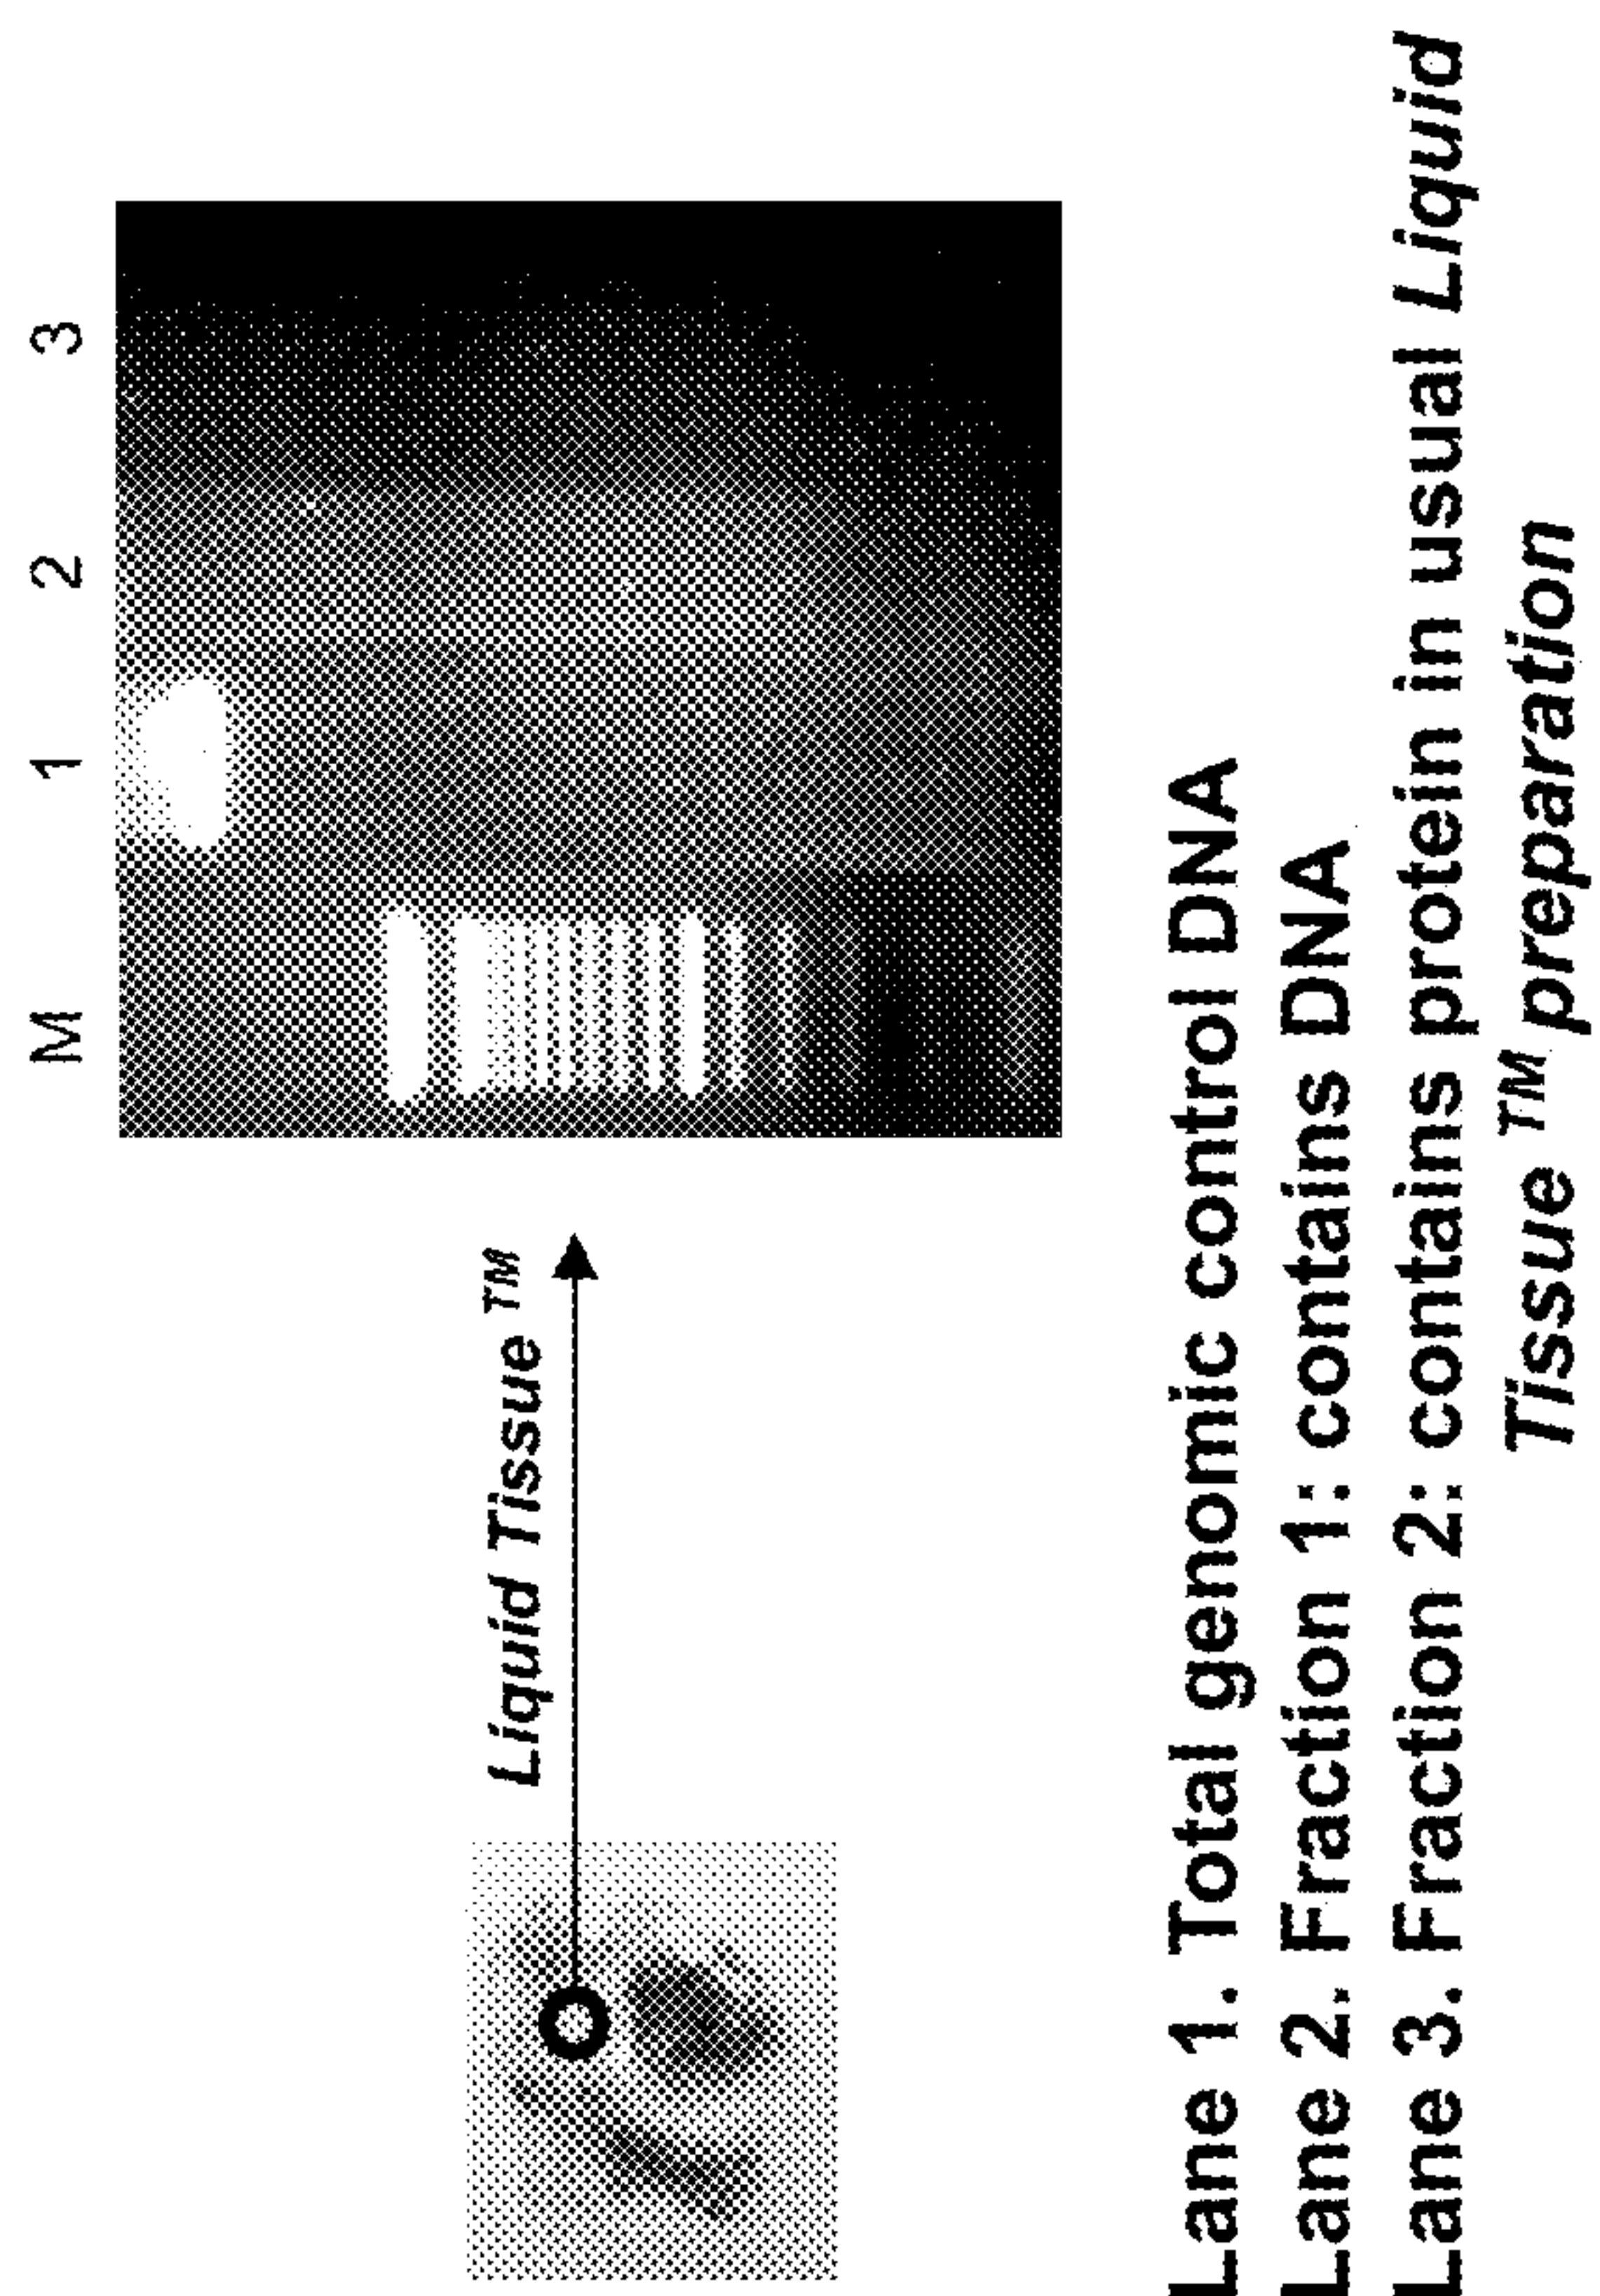 M 1 2 3
Liquid Tissue™
Lane 1. Total genomic control DNA
Lane 2. Fraction 1: contains DNA
Lane 3. Fraction 2: contains protein in usual Liquid
Tissue™ preparation